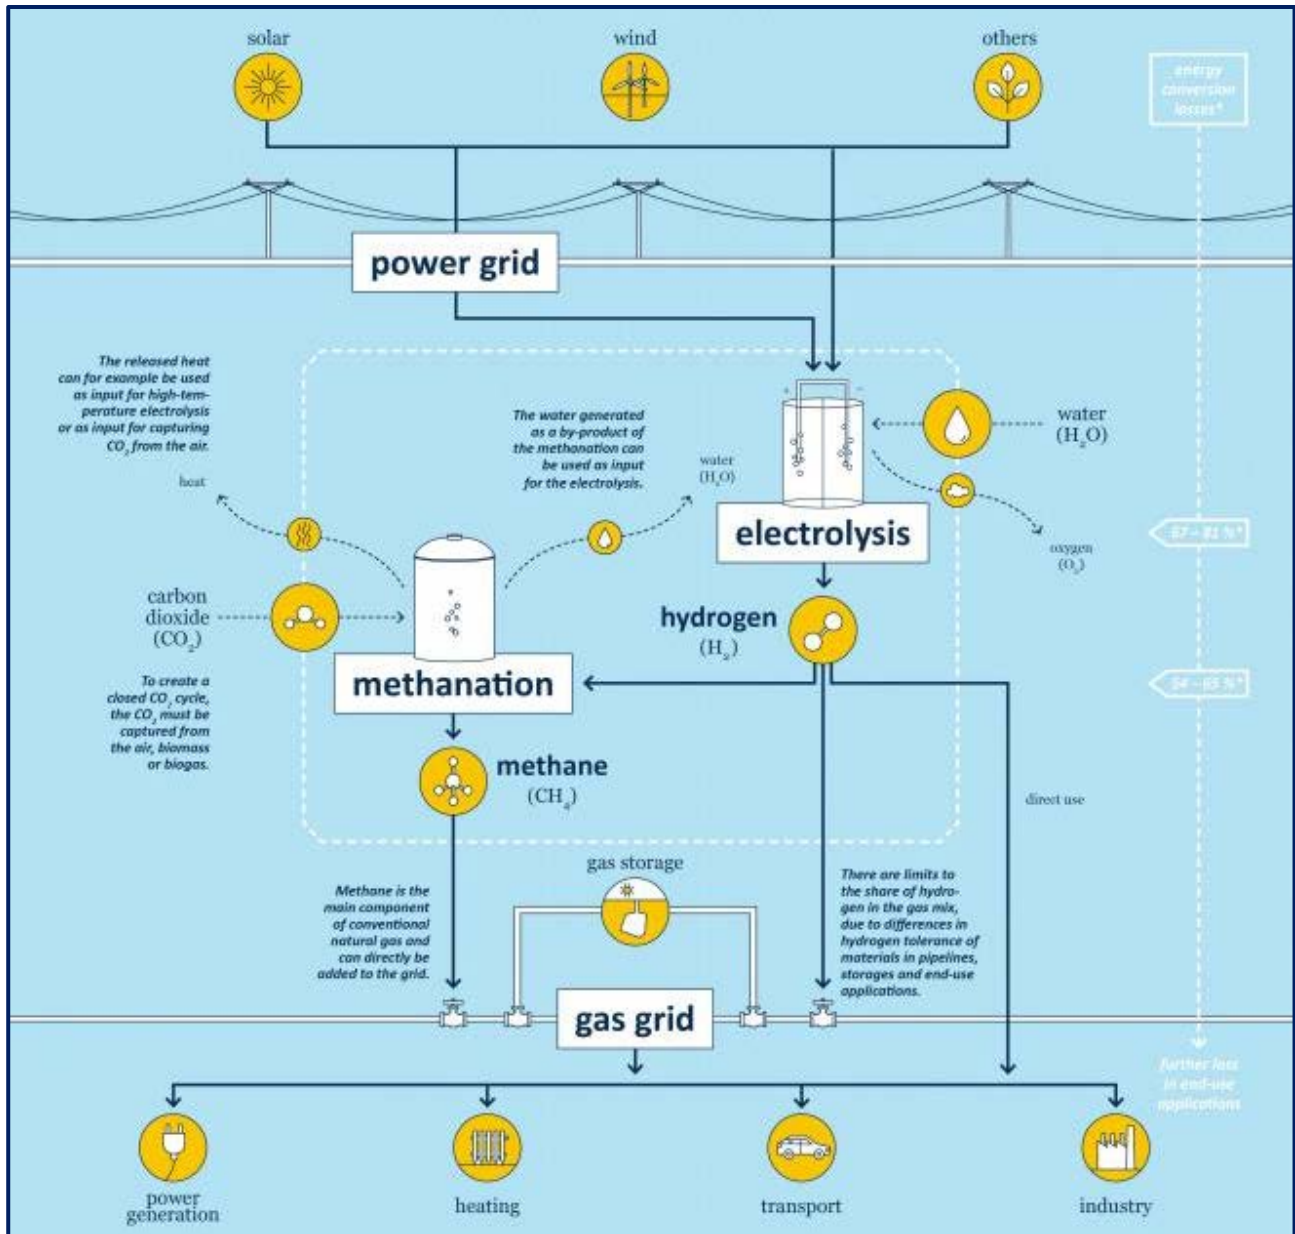 solar
wind
others
energy
conversion
losses*
power grid
The released heat
can for example be used
as input for high-tem-
perature electrolysis
or as input for capturing
CO₂ from the air.
heat
The water generated
as a by-product of
the methanation can
be used as input
for the electrolysis.
water
(H₂O)
+ −
water
(H₂O)
electrolysis
oxygen
(O₂)
67 – 81 %*
carbon
dioxide
(CO₂)
hydrogen
(H₂)
methanation
54 – 65 %*
To create a
closed CO₂ cycle,
the CO₂ must be
captured from
the air, biomass
or biogas.
methane
(CH₄)
direct use
gas storage
Methane is the
main component
of conventional
natural gas and
can directly be
added to the grid.
There are limits to
the share of hydro-
gen in the gas mix,
due to differences in
hydrogen tolerance of
materials in pipelines,
storages and end-use
applications.
gas grid
further loss
in end-use
applications
power
generation
heating
transport
industry